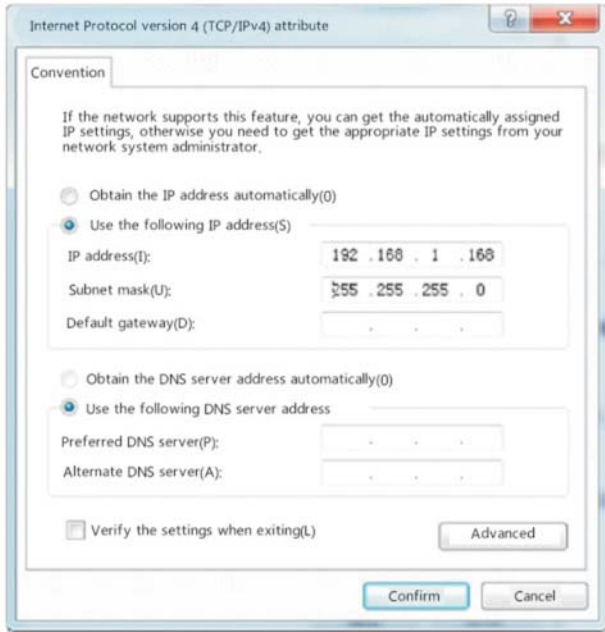 Internet Protocol version 4 (TCP/IPv4) attribute
Convention
If the network supports this feature, you can get the automatically assigned
IP settings, otherwise you need to get the appropriate IP settings from your
network system administrator.
Obtain the IP address automatically(0)
Use the following IP address(S)
IP address(I): 192 . 168 . 1 . 168
Subnet mask(U): 255 . 255 . 255 . 0
Default gateway(D): . . .
Obtain the DNS server address automatically(0)
Use the following DNS server address
Preferred DNS server(P): . . .
Alternate DNS server(A): . . .
Verify the settings when exiting(L)
Advanced
Confirm Cancel